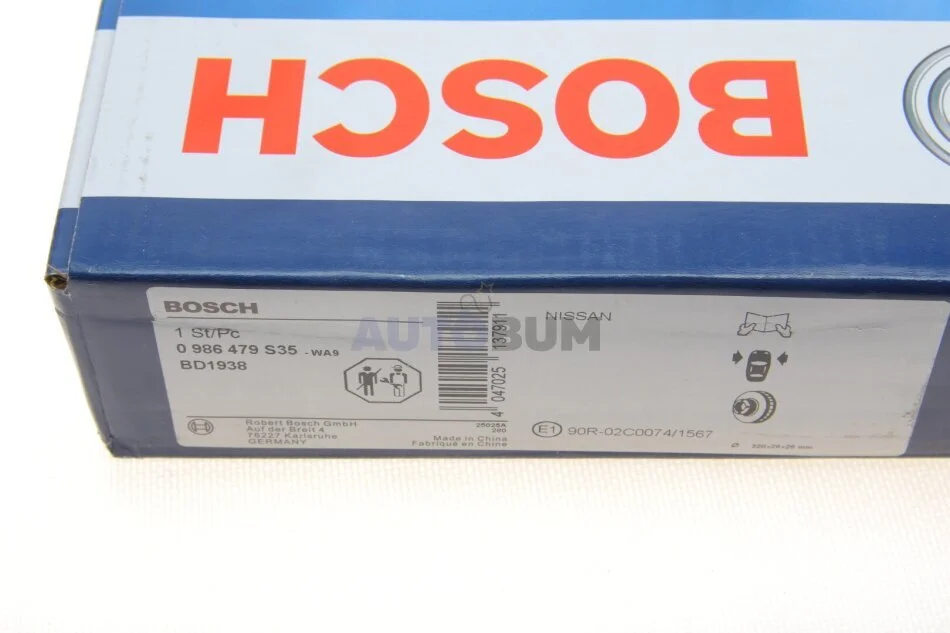 BOSCH
BOSCH
1 St/Pc
0 986 479 S35 - WA9
BD1938
Robert Bosch GmbH
Auf der Breit 4
76227 Karlsruhe
GERMANY
4 047025 137911
Made in China
Fabriqué en Chine
NISSAN
E1 90R-02C0074/1567
AUTOBUM